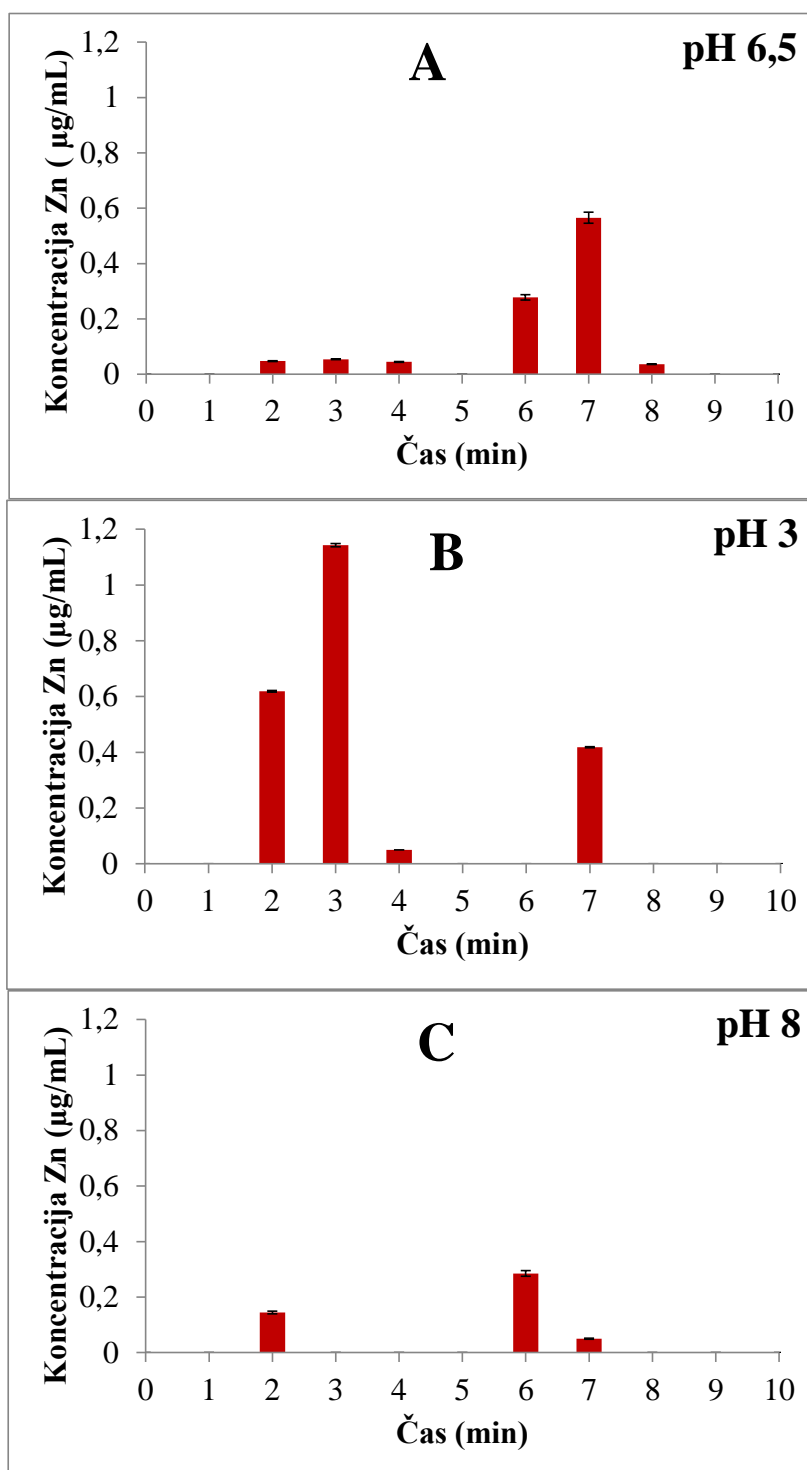 A
pH 6,5
Koncentracija Zn ( µg/mL)
1,2
1
0,8
0,6
0,4
0,2
0
0 1 2 3 4 5 6 7 8 9 10
Čas (min)
B
pH 3
Koncentracija Zn (µg/mL)
1,2
1
0,8
0,6
0,4
0,2
0
0 1 2 3 4 5 6 7 8 9 10
Čas (min)
C
pH 8
Koncentracija Zn (µg/mL)
1,2
1
0,8
0,6
0,4
0,2
0
0 1 2 3 4 5 6 7 8 9 10
Čas (min)